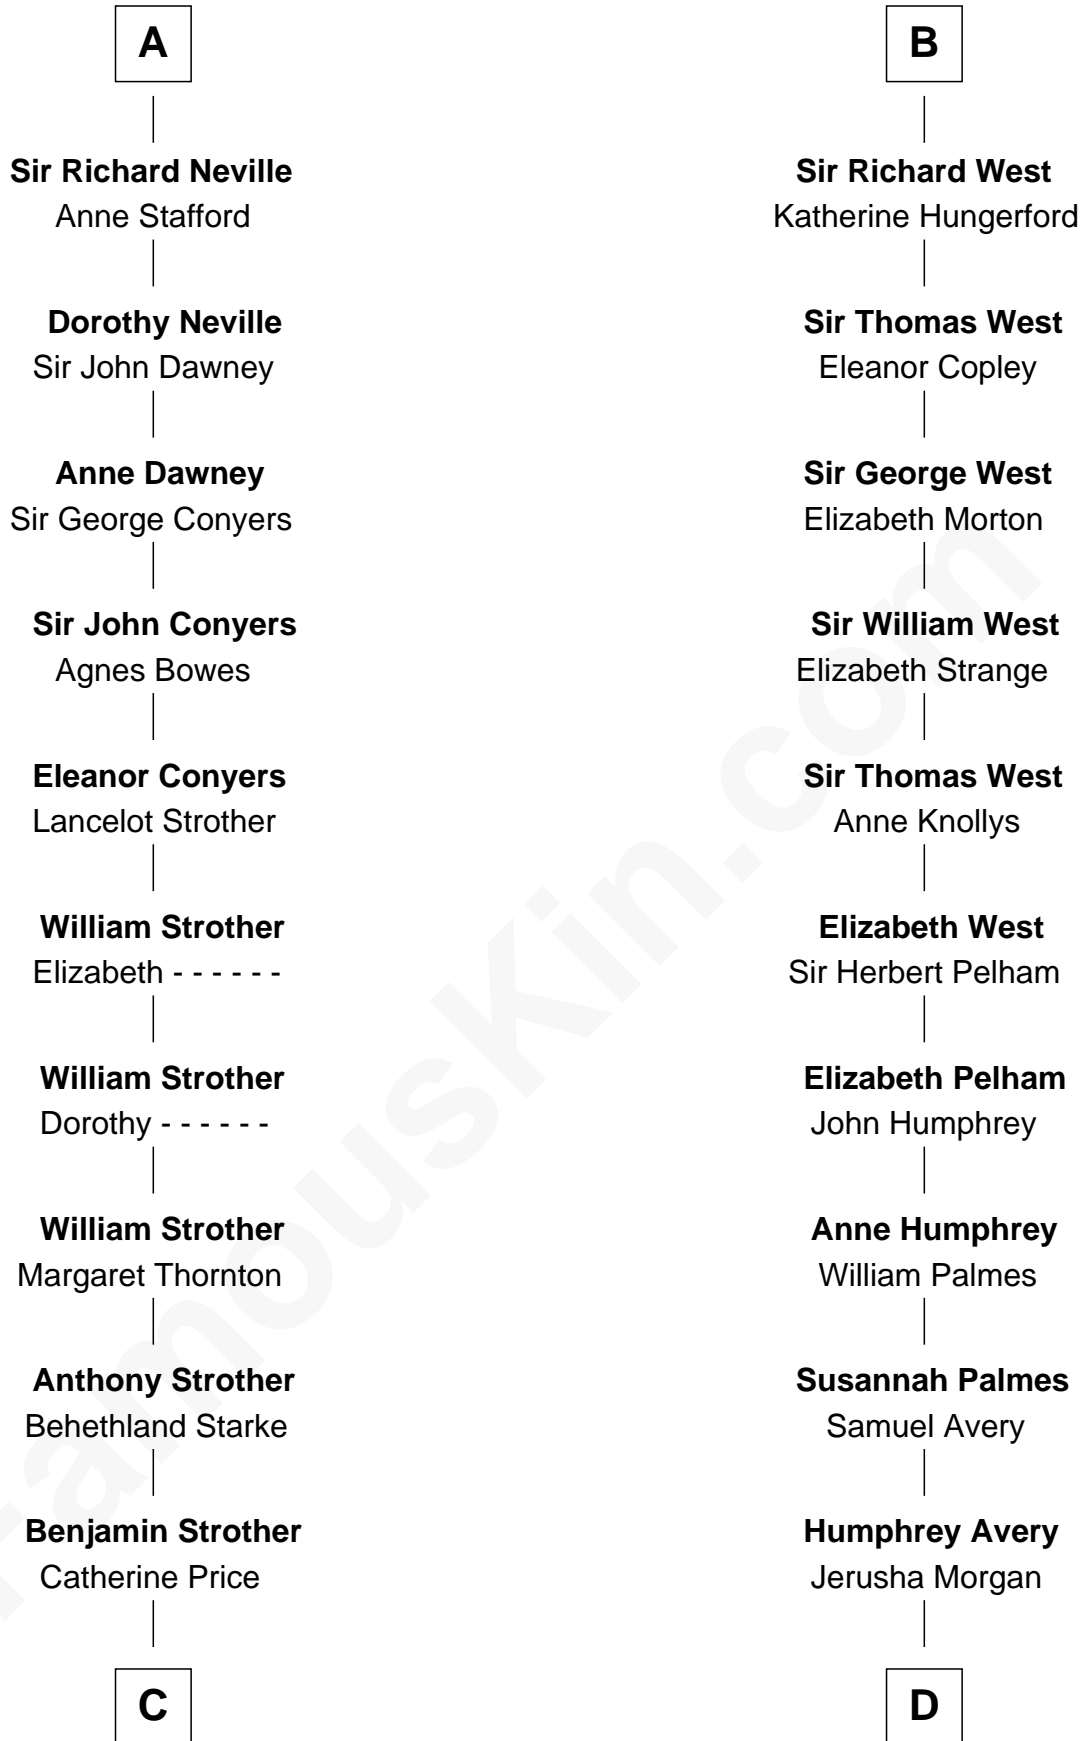 A
Sir Richard Neville
Anne Stafford
Dorothy Neville
Sir John Dawney
Anne Dawney
Sir George Conyers
Sir John Conyers
Agnes Bowes
Eleanor Conyers
Lancelot Strother
William Strother
Elizabeth - - - - - -
William Strother
Dorothy - - - - - -
William Strother
Margaret Thornton
Anthony Strother
Behethland Starke
Benjamin Strother
Catherine Price
C
B
Sir Richard West
Katherine Hungerford
Sir Thomas West
Eleanor Copley
Sir George West
Elizabeth Morton
Sir William West
Elizabeth Strange
Sir Thomas West
Anne Knollys
Elizabeth West
Sir Herbert Pelham
Elizabeth Pelham
John Humphrey
Anne Humphrey
William Palmes
Susannah Palmes
Samuel Avery
Humphrey Avery
Jerusha Morgan
D
FamousKin.com